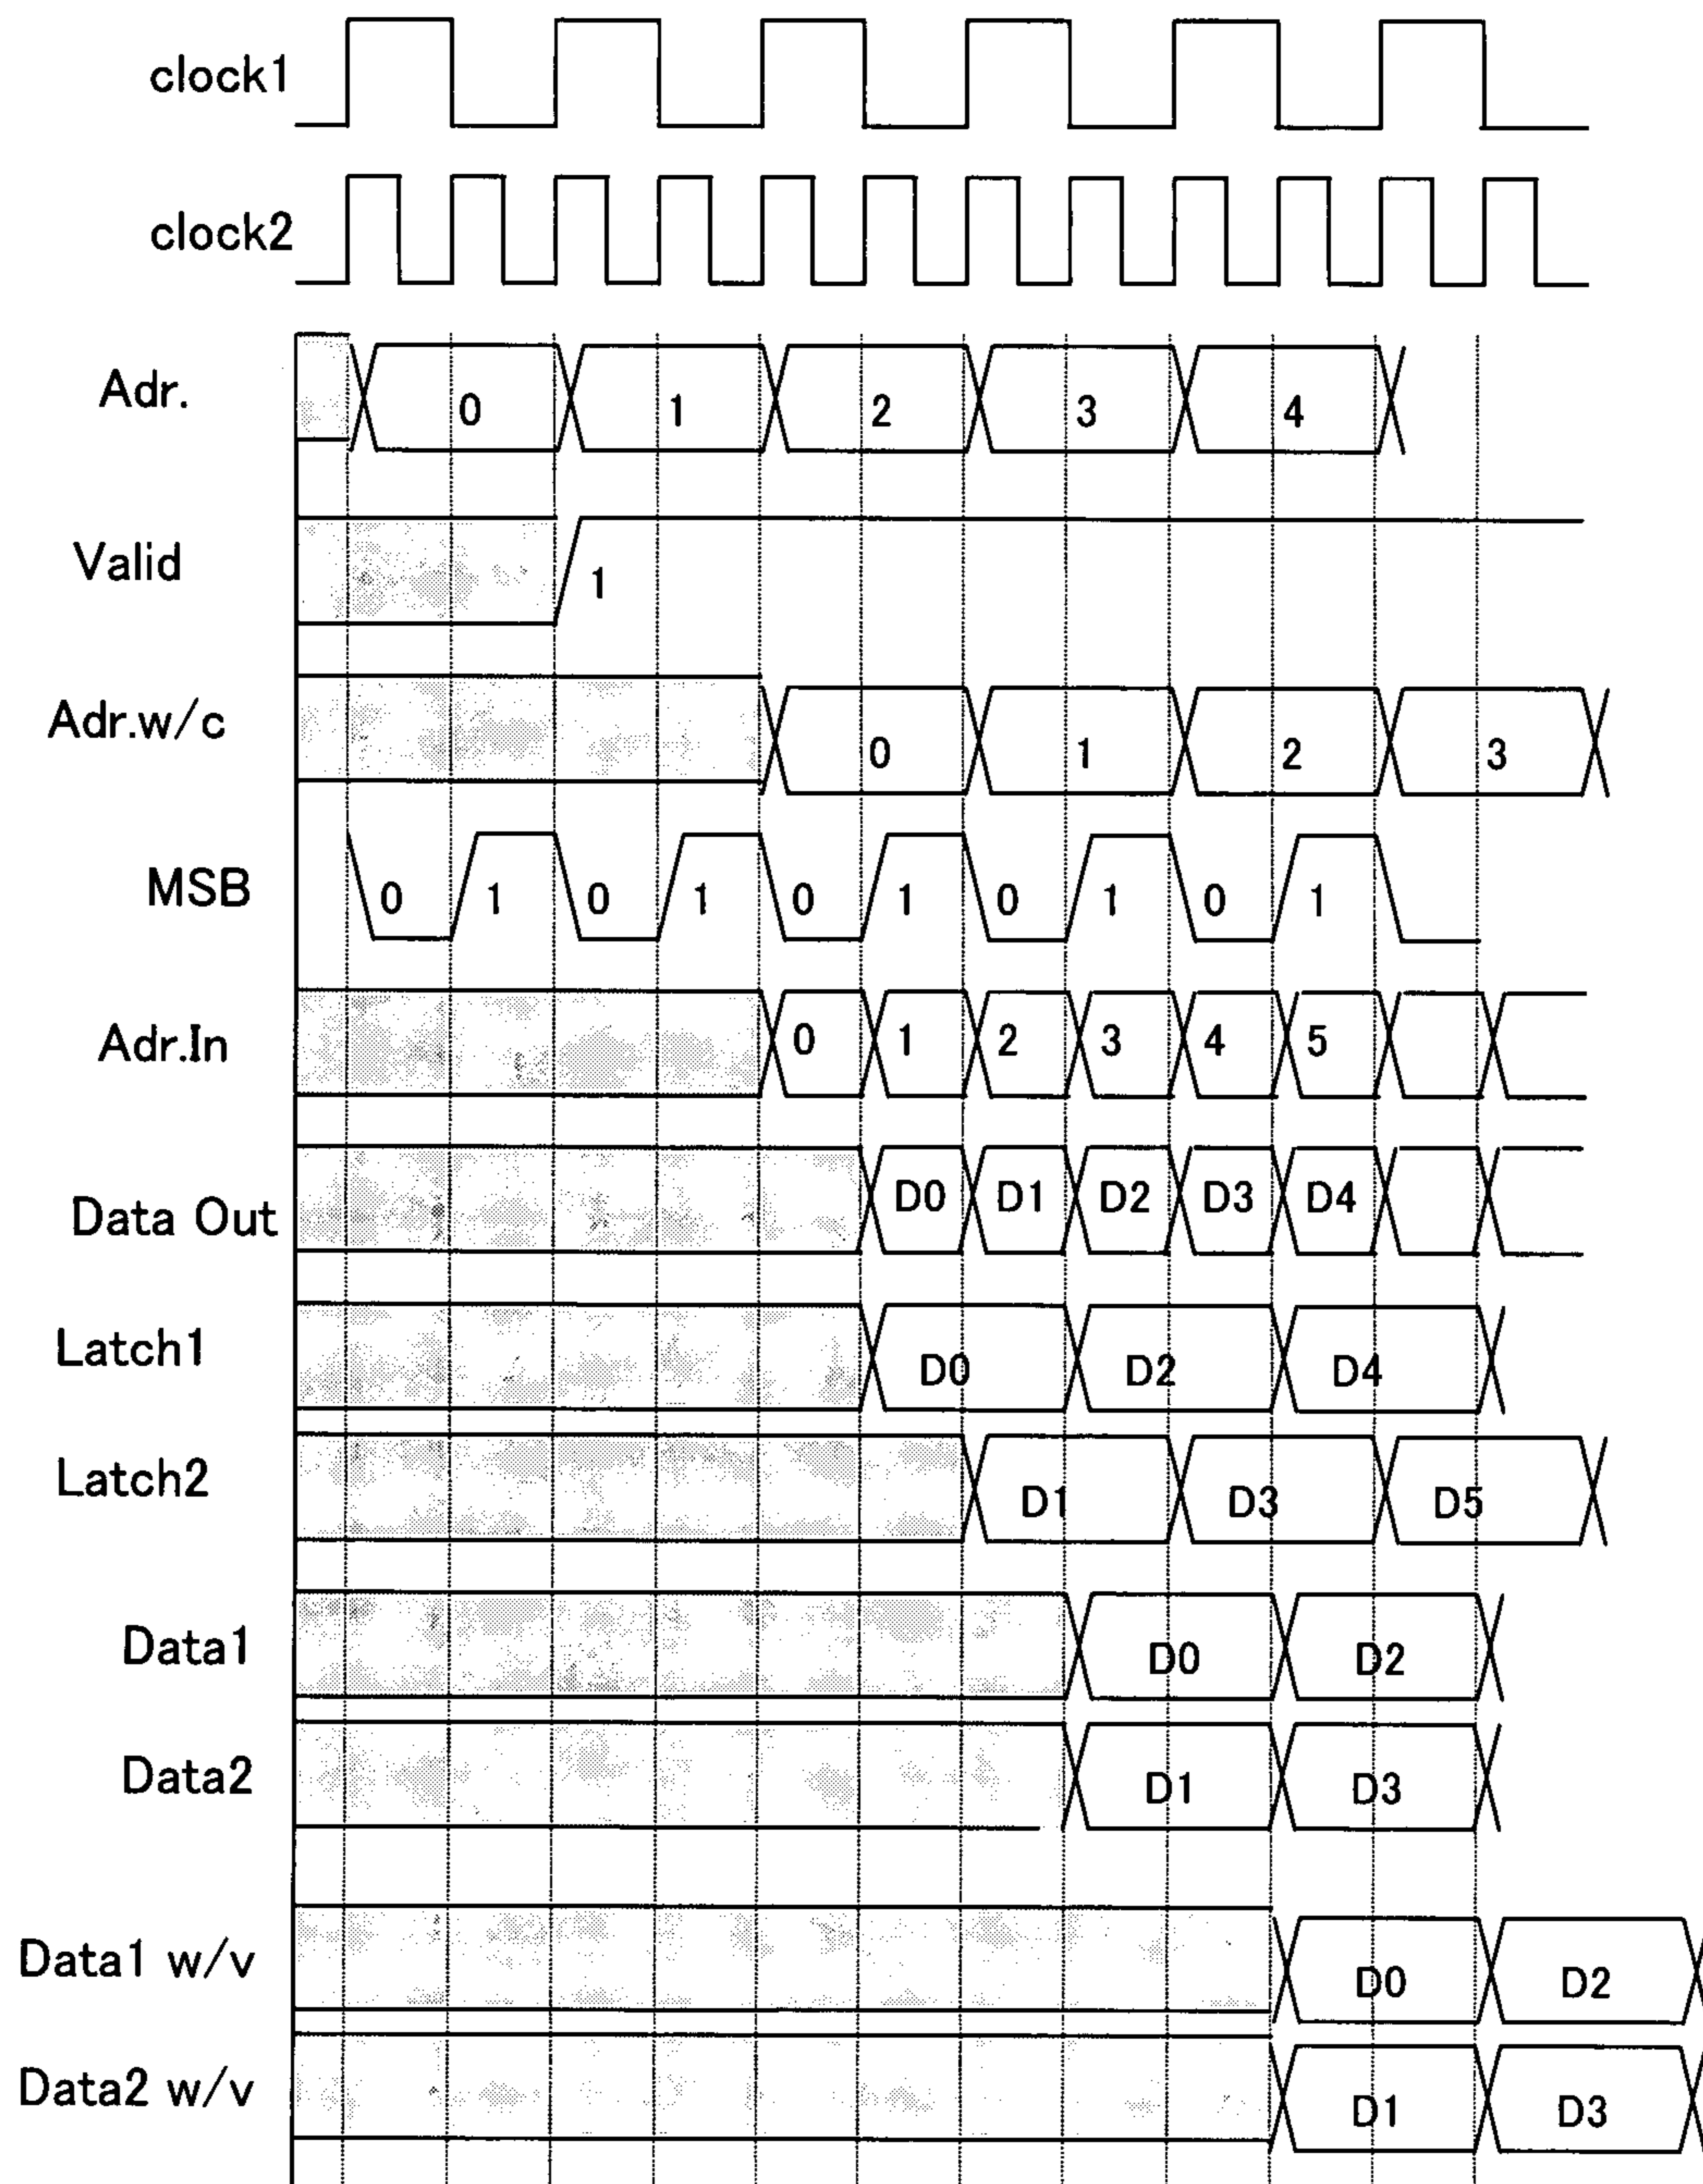 clock1
clock2
Adr. 0 1 2 3 4
Valid 1
Adr.w/c 0 1 2 3
MSB 0 1 0 1 0 1 0 1 0 1
Adr.In 0 1 2 3 4 5
Data Out D0 D1 D2 D3 D4
Latch1 D0 D2 D4
Latch2 D1 D3 D5
Data1 D0 D2
Data2 D1 D3
Data1 w/v D0 D2
Data2 w/v D1 D3